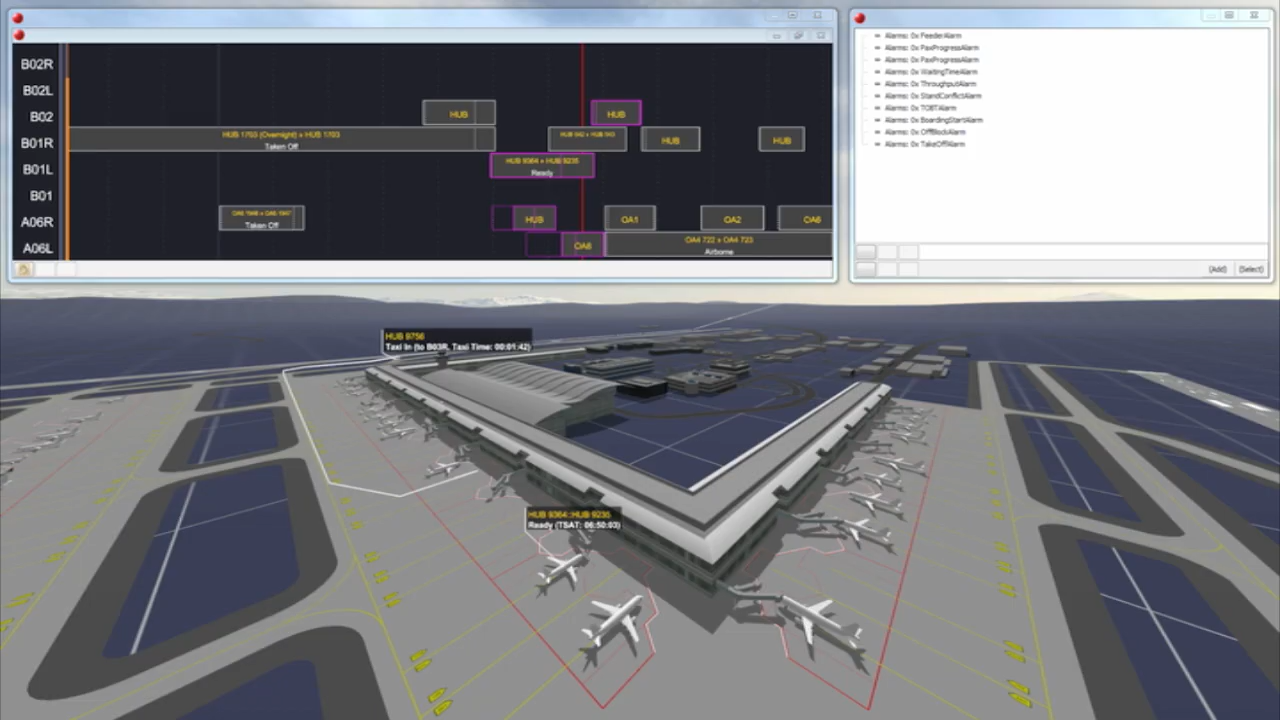 B02R
B02L
B02
HUB
HUB
B01R
HUB 1703 (Overnight) » HUB 1703
Taken Off
HUB
HUB
B01L
HUB 9364 » HUB 9235
Ready
B01
A06R
Taken Off
HUB
OA1
OA2
OA6
A06L
OA8
OA4 722 x OA4 723
Airborne
Alarms: 0x FeederAlarm
Alarms: 0x PaxProgressAlarm
Alarms: 0x PaxProgressAlarm
Alarms: 0x WaitingTimeAlarm
Alarms: 0x ThroughputAlarm
Alarms: 0x StandConflictAlarm
Alarms: 0x TOBTAlarm
Alarms: 0x BoardingStartAlarm
Alarms: 0x OffBlockAlarm
Alarms: 0x TakeOffAlarm
(Add) (Select)
HUB 9756
Taxi In (to B03R, Taxi Time: 00:01:42)
HUB 9364::HUB 9235
Ready (TSAT: 06:50:03)